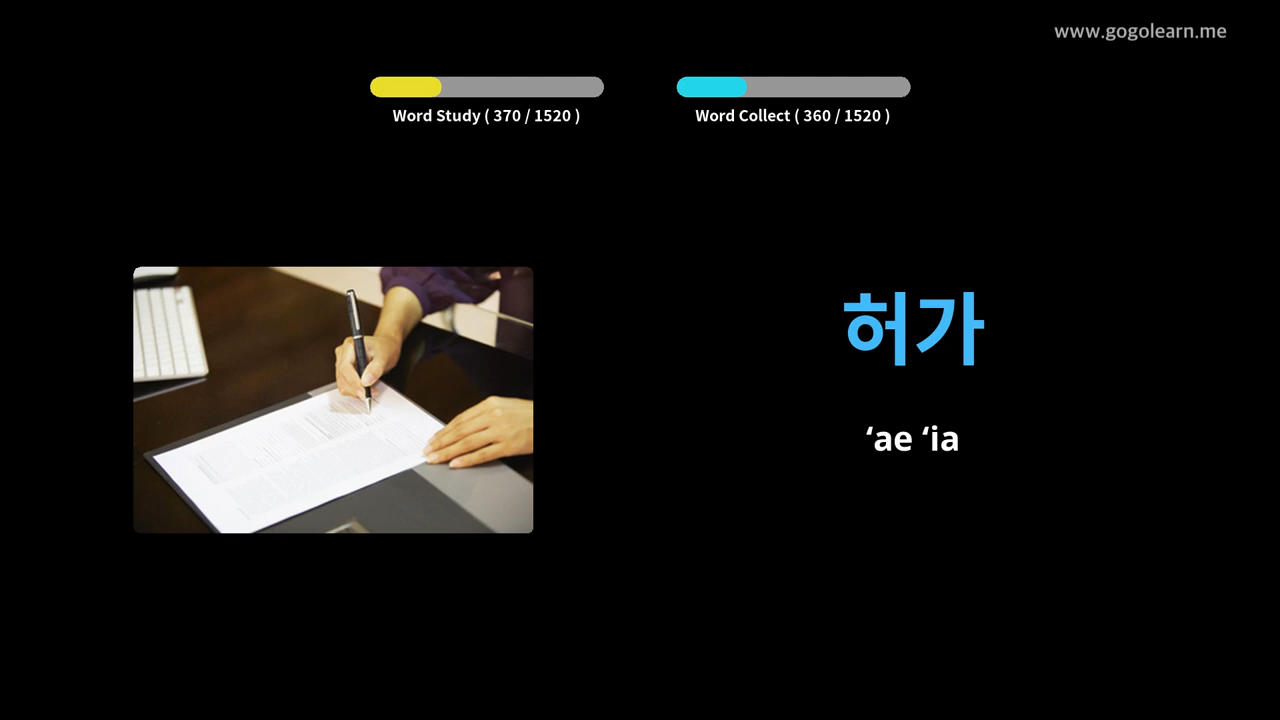 www.gogolearn.me
Word Study ( 370 / 1520 )
Word Collect ( 360 / 1520 )
허가
‘ae ‘ia